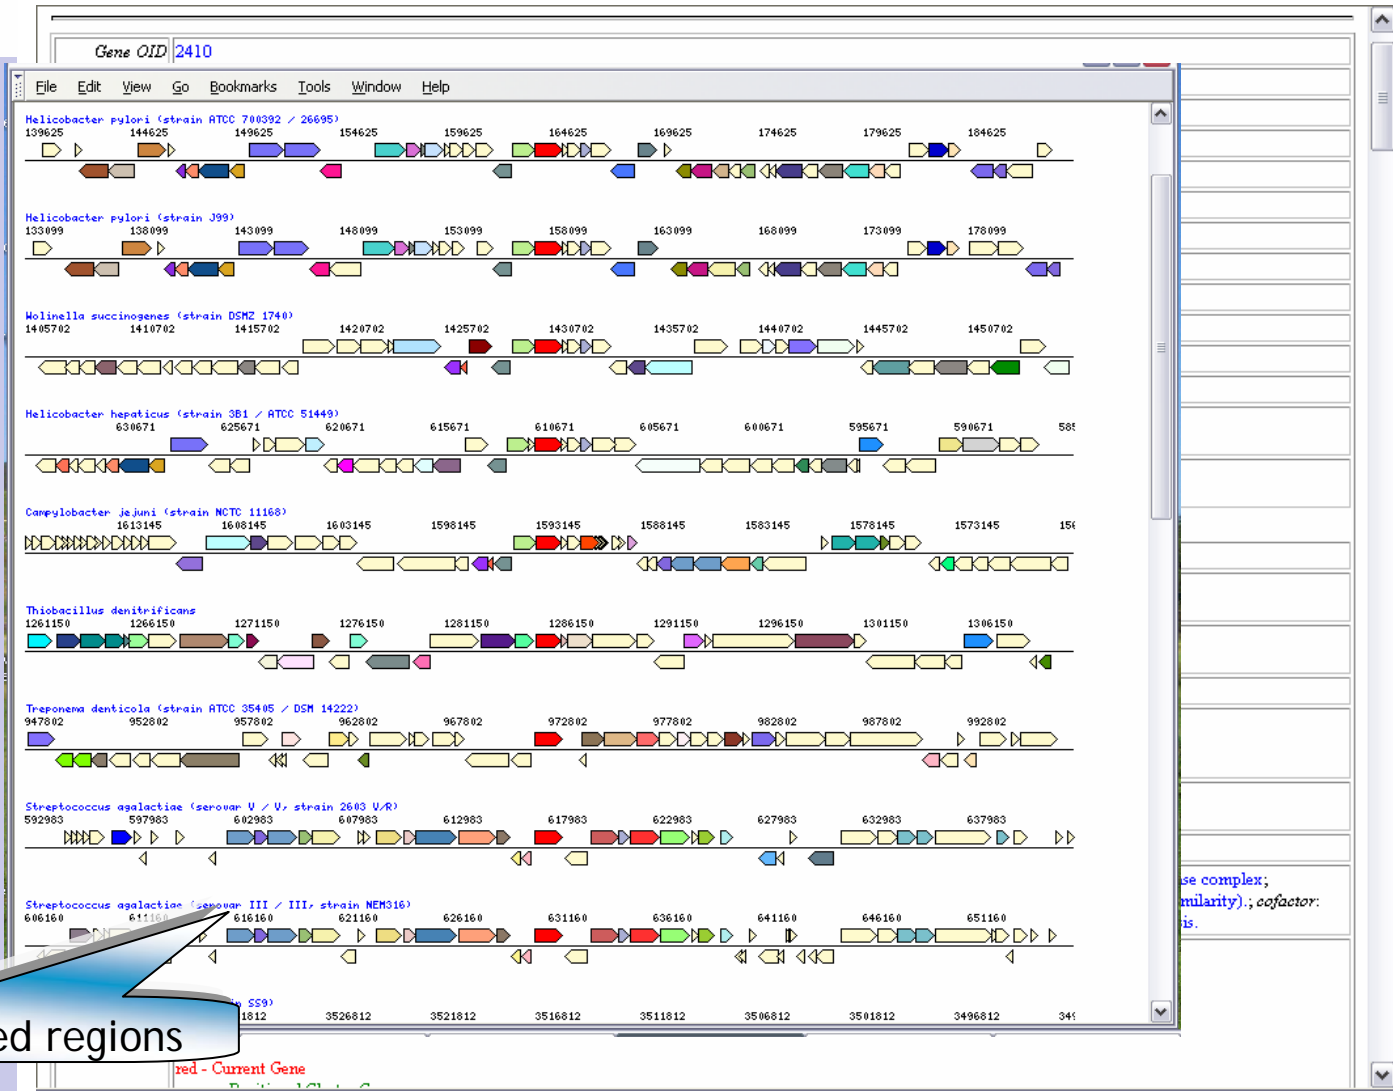 Gene OID 2410
File Edit View Go Bookmarks Tools Window Help
Helicobacter pylori (strain ATCC 700392 / 26695)
139625 144625 149625 154625 159625 164625 169625 174625 179625 184625
Helicobacter pylori (strain J99)
133099 138099 143099 148099 153099 158099 163099 168099 173099 178099
Wolinella succinogenes (strain DSMZ 1740)
1405702 1410702 1415702 1420702 1425702 1430702 1435702 1440702 1445702 1450702
Helicobacter hepaticus (strain 3B1 / ATCC 51449)
630671 625671 620671 615671 610671 605671 600671 595671 590671 585
Campylobacter jejuni (strain NCTC 11168)
1613145 1608145 1603145 1598145 1593145 1588145 1583145 1578145 1573145 156
Thiobacillus denitrificans
1261150 1266150 1271150 1276150 1281150 1286150 1291150 1296150 1301150 1306150
Treponema denticola (strain ATCC 35405 / DSM 14222)
947802 952802 957802 962802 967802 972802 977802 982802 987802 992802
Streptococcus agalactiae (serovar V / V, strain 2603 V/R)
592983 597983 602983 607983 612983 617983 622983 627983 632983 637983
se complex;
milarity).; cofactor:
is.
Streptococcus agalactiae (serovar III / III, strain NEM316)
606160 611160 616160 621160 626160 631160 636160 641160 646160 651160
in SS9)
1812 3526812 3521812 3516812 3511812 3506812 3501812 3496812 349
ed regions
red - Current Gene